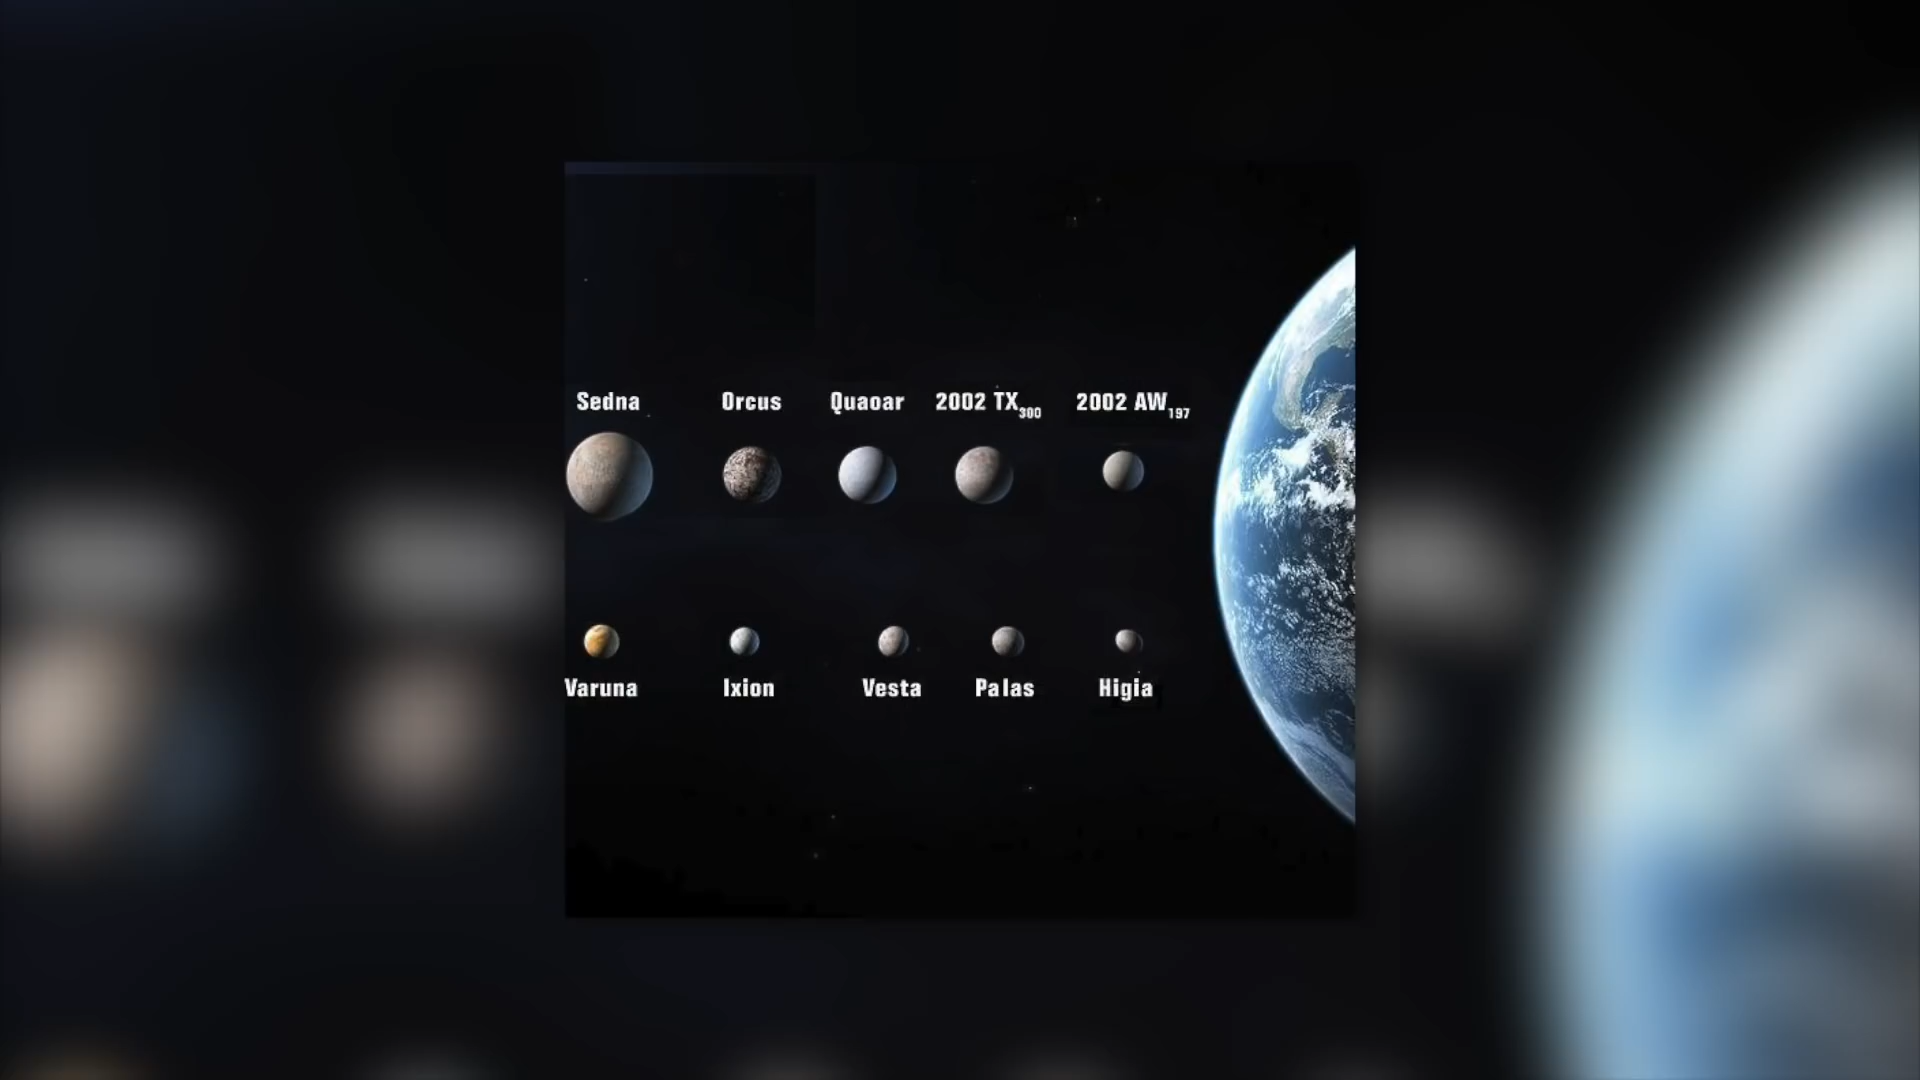 Sedna Orcus Quaoar 2002 TX300 2002 AW197
Varuna Ixion Vesta Palas Higia